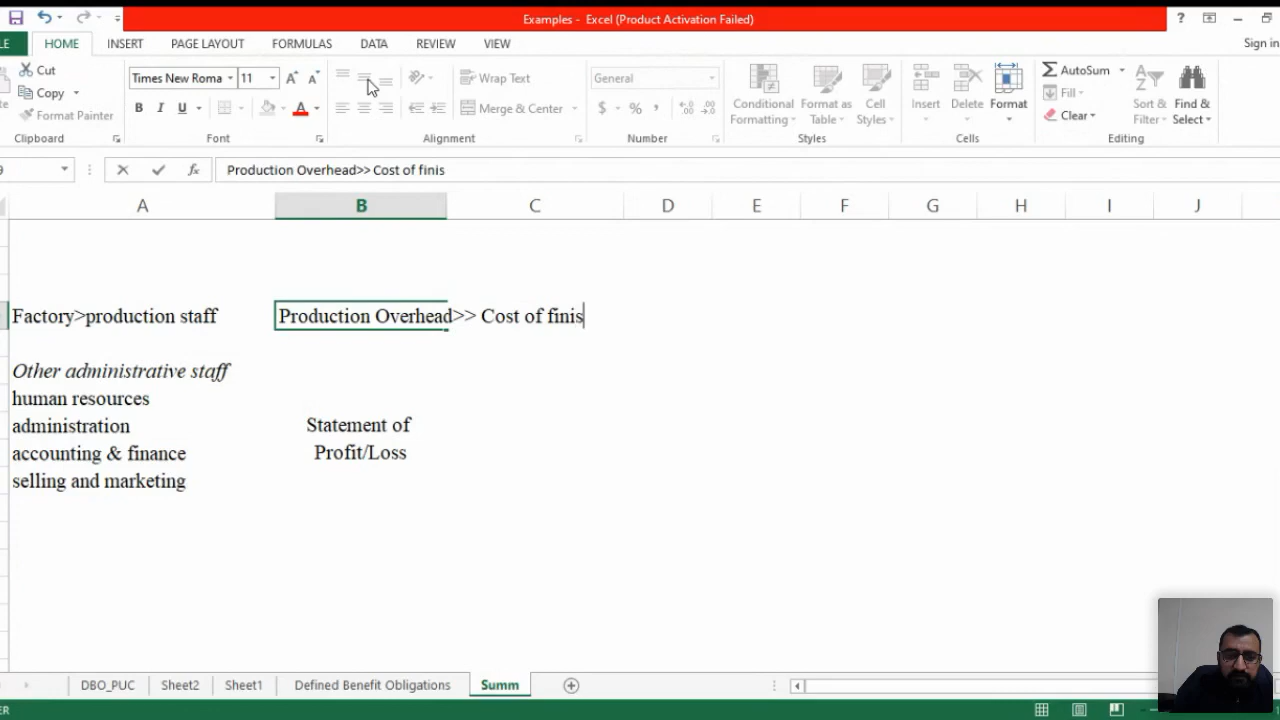 Examples - Excel (Product Activation Failed)
?
HOME INSERT PAGE LAYOUT FORMULAS DATA REVIEW VIEW Sign in
Cut
Copy
Format Painter
Clipboard
Times New Roma 11
B I U A
Font
Wrap Text
Merge & Center
Alignment
General
$ % ,
Number
Conditional Formatting
Format as Table
Cell Styles
Styles
Insert Delete Format
Cells
AutoSum
Fill
Clear
Sort & Filter
Find & Select
Editing
fx Production Overhead>> Cost of finis
A B C D E F G H I J
Factory>production staff Production Overhead>> Cost of finis
Other administrative staff
human resources
administration Statement of
accounting & finance Profit/Loss
selling and marketing
DBO_PUC Sheet2 Sheet1 Defined Benefit Obligations Summ